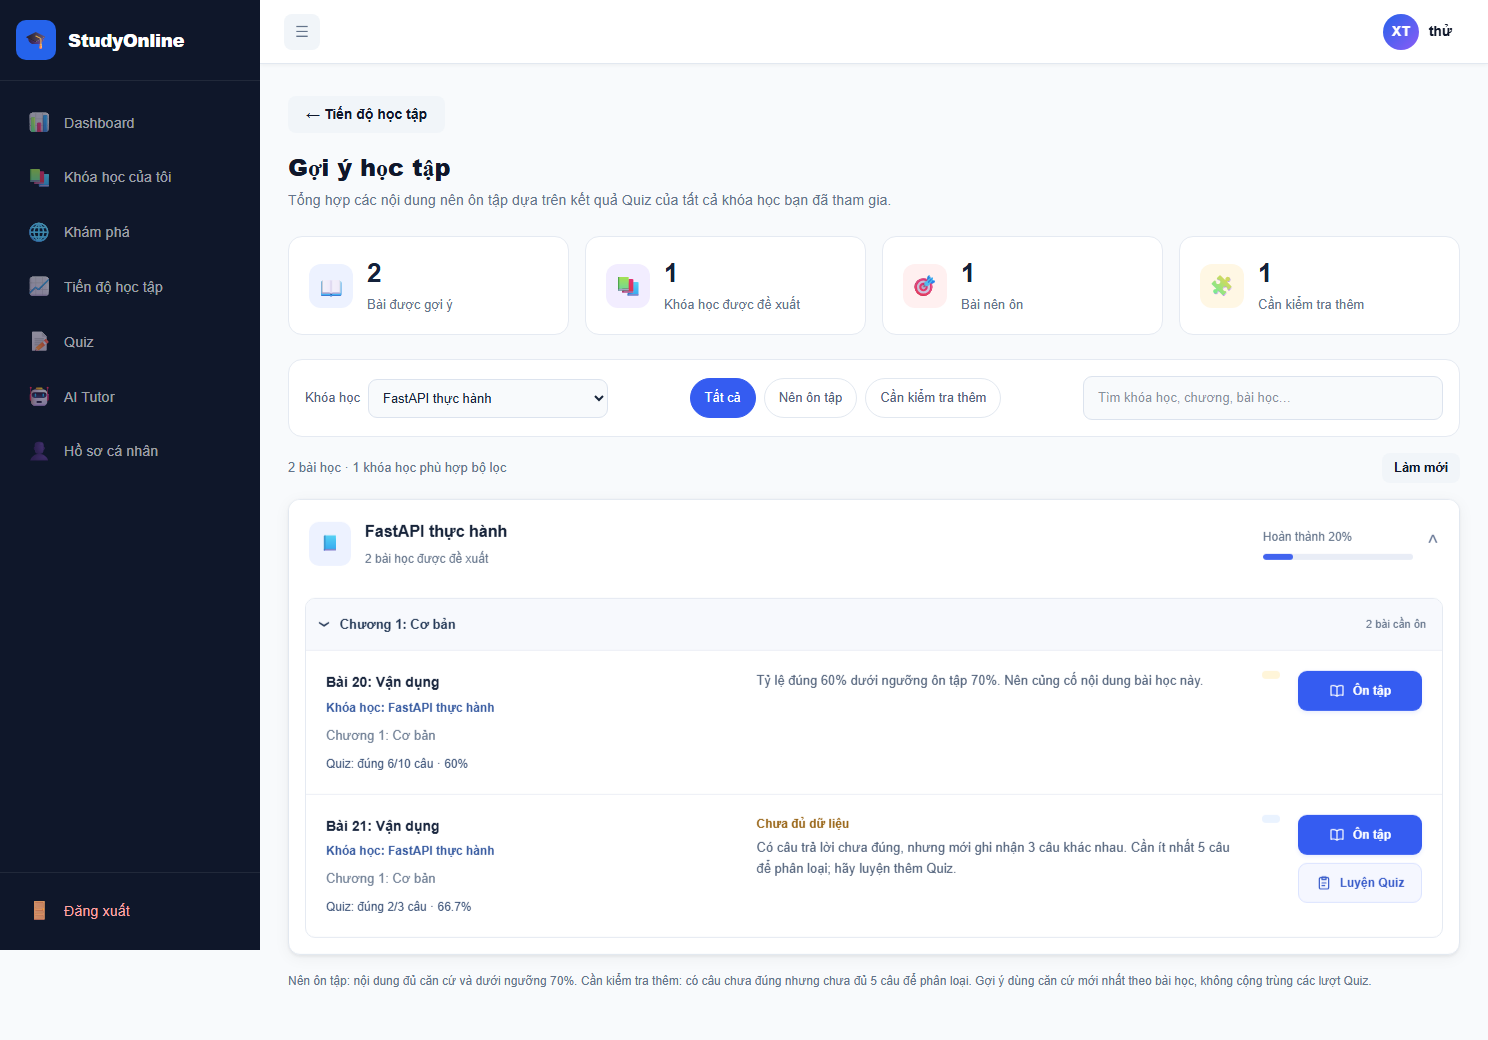 StudyOnline
☰
XT
thử
Dashboard
Khóa học của tôi
Khám phá
Tiến độ học tập
Quiz
AI Tutor
Hồ sơ cá nhân
Đăng xuất
← Tiến độ học tập
Gợi ý học tập
Tổng hợp các nội dung nên ôn tập dựa trên kết quả Quiz của tất cả khóa học bạn đã tham gia.
2
Bài được gợi ý
1
Khóa học được đề xuất
1
Bài nên ôn
1
Cần kiểm tra thêm
Khóa học
FastAPI thực hành
Tất cả
Nên ôn tập
Cần kiểm tra thêm
Tìm khóa học, chương, bài học...
2 bài học · 1 khóa học phù hợp bộ lọc
Làm mới
FastAPI thực hành
2 bài học được đề xuất
Hoàn thành 20%
Chương 1: Cơ bản
2 bài cần ôn
Bài 20: Vận dụng
Khóa học: FastAPI thực hành
Chương 1: Cơ bản
Quiz: đúng 6/10 câu · 60%
Tỷ lệ đúng 60% dưới ngưỡng ôn tập 70%. Nên củng cố nội dung bài học này.
Ôn tập
Bài 21: Vận dụng
Khóa học: FastAPI thực hành
Chương 1: Cơ bản
Quiz: đúng 2/3 câu · 66.7%
Chưa đủ dữ liệu
Có câu trả lời chưa đúng, nhưng mới ghi nhận 3 câu khác nhau. Cần ít nhất 5 câu
để phân loại; hãy luyện thêm Quiz.
Ôn tập
Luyện Quiz
Nên ôn tập: nội dung đủ căn cứ và dưới ngưỡng 70%. Cần kiểm tra thêm: có câu chưa đúng nhưng chưa đủ 5 câu để phân loại. Gợi ý dùng căn cứ mới nhất theo bài học, không cộng trùng các lượt Quiz.